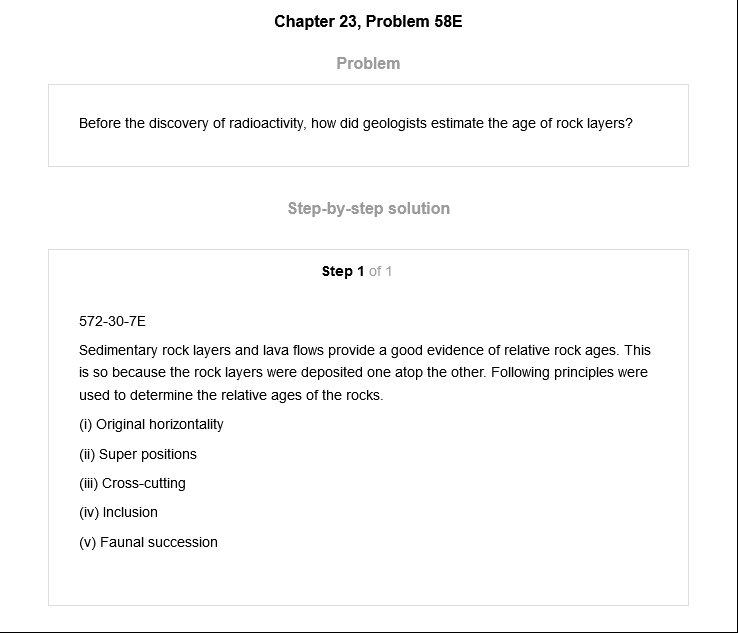 Chapter 23, Problem 58E
Problem
Before the discovery of radioactivity, how did geologists estimate the age of rock layers?
Step-by-step solution
Step 1 of 1
572-30-7E
Sedimentary rock layers and lava flows provide a good evidence of relative rock ages. This
is so because the rock layers were deposited one atop the other. Following principles were
used to determine the relative ages of the rocks.
(i) Original horizontality
(ii) Super positions
(iii) Cross-cutting
(iv) Inclusion
(v) Faunal succession